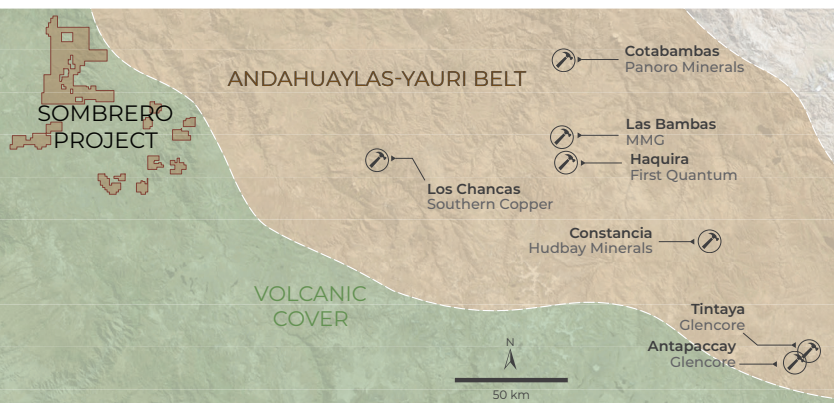 Cotabambas
Panoro Minerals
ANDAHUAYLAS-YAURI BELT
SOMBRERO
PROJECT
Las Bambas
MMG
Haquira
First Quantum
Los Chancas
Southern Copper
Constancia
Hudbay Minerals
VOLCANIC
COVER
Tintaya
Glencore
Antapaccay
Glencore
N
50 km